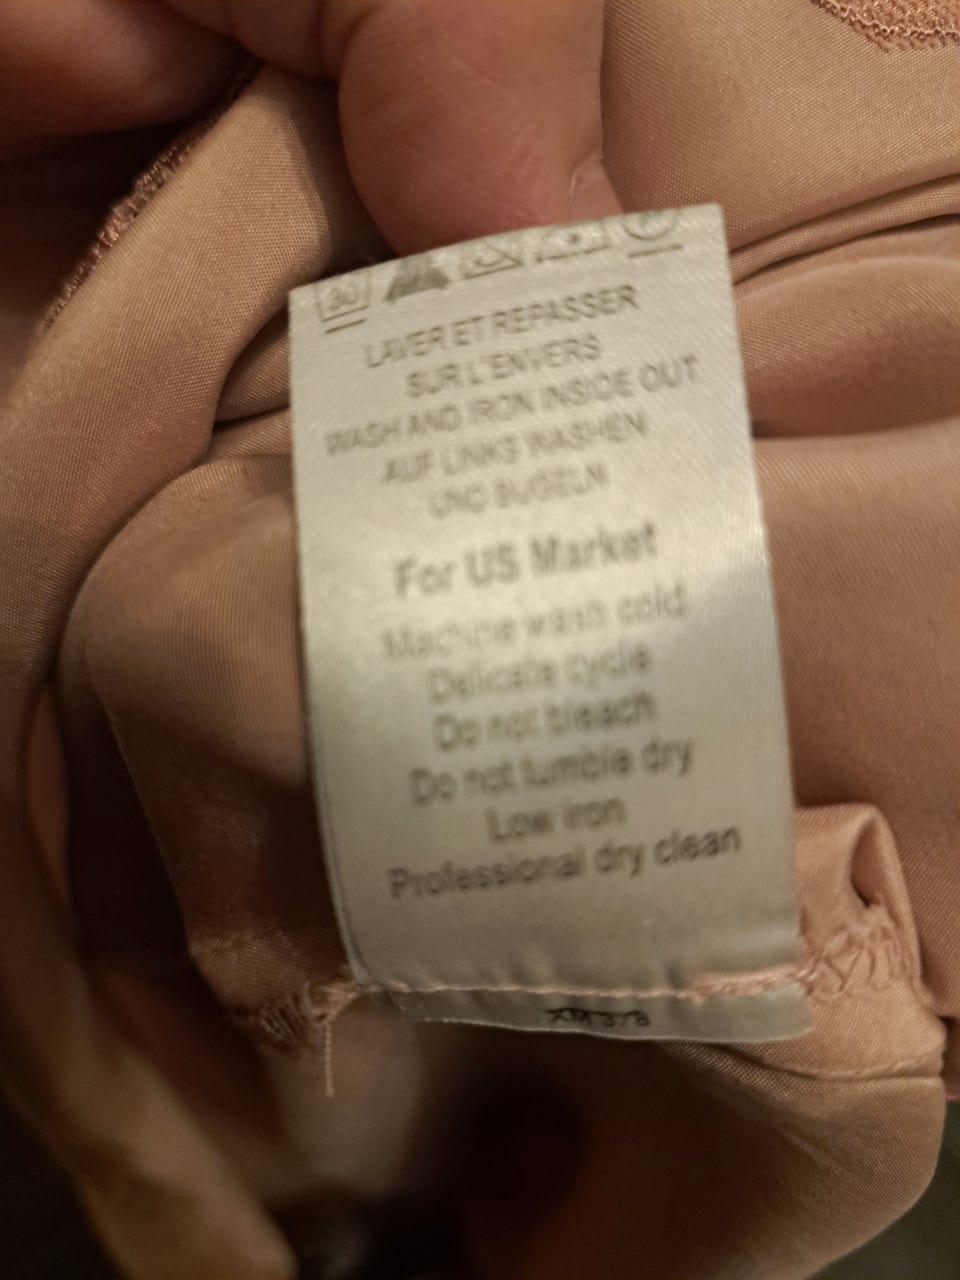 30
LAVER ET REPASSER
SUR L'ENVERS
WASH AND IRON INSIDE OUT
AUF LINKS WASHEN
UND BUGELN
For US Market
Machine wash cold
Delicate cycle
Do not bleach
Do not tumble dry
Low iron
Professional dry clean